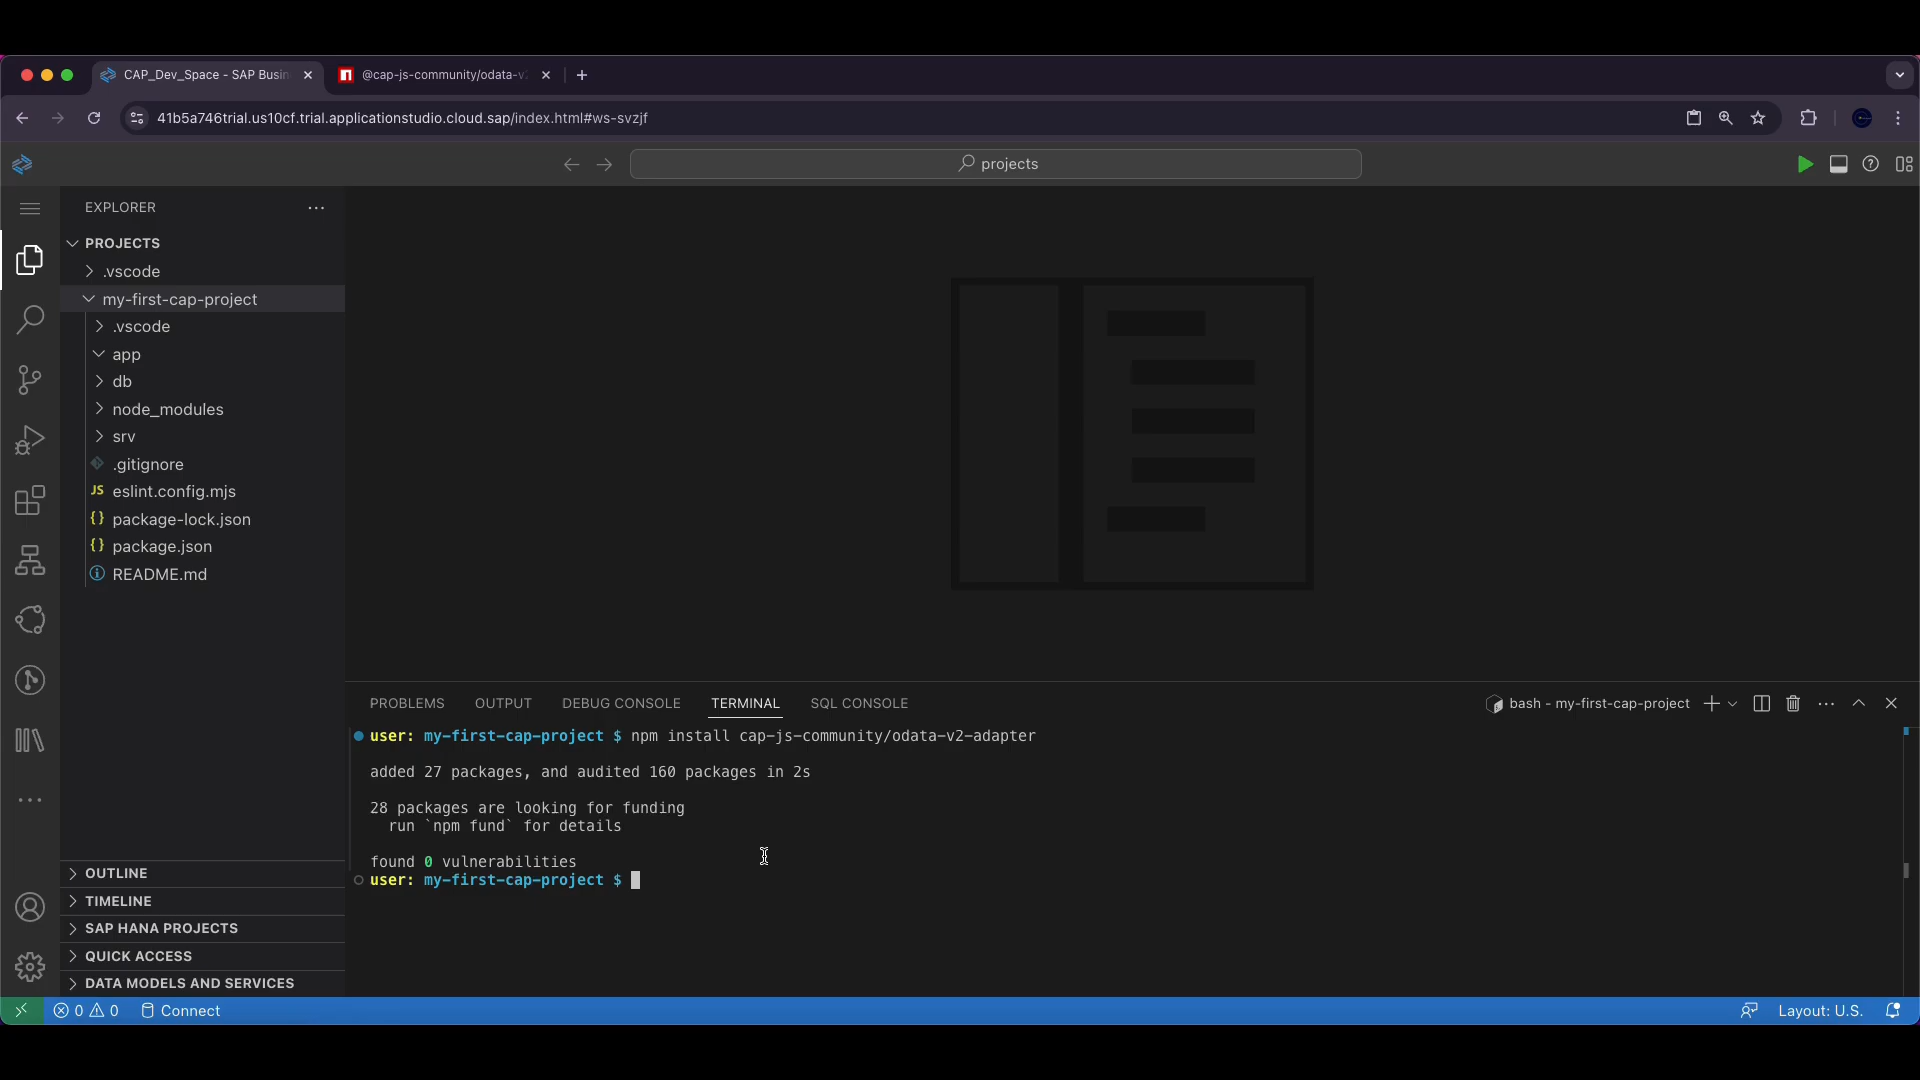 CAP_Dev_Space - SAP Busin
@cap-js-community/odata-v
41b5a746trial.us10cf.trial.applicationstudio.cloud.sap/index.html#ws-svzjf
projects
EXPLORER
PROJECTS
.vscode
my-first-cap-project
.vscode
app
db
node_modules
srv
.gitignore
JS eslint.config.mjs
{} package-lock.json
{} package.json
README.md
OUTLINE
TIMELINE
SAP HANA PROJECTS
QUICK ACCESS
DATA MODELS AND SERVICES
PROBLEMS OUTPUT DEBUG CONSOLE TERMINAL SQL CONSOLE
bash - my-first-cap-project
user: my-first-cap-project $ npm install cap-js-community/odata-v2-adapter
added 27 packages, and audited 160 packages in 2s
28 packages are looking for funding
run `npm fund` for details
found 0 vulnerabilities
user: my-first-cap-project $
0 0 Connect
Layout: U.S.